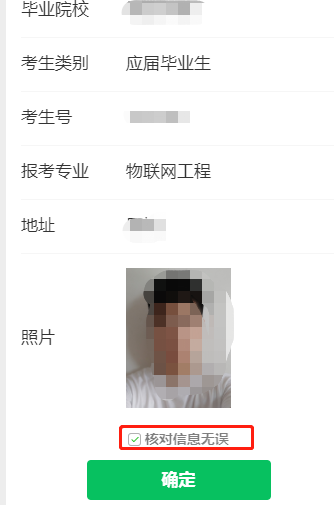 毕业院校
考生类别 应届毕业生
考生号
报考专业 物联网工程
地址
照片
核对信息无误
确定